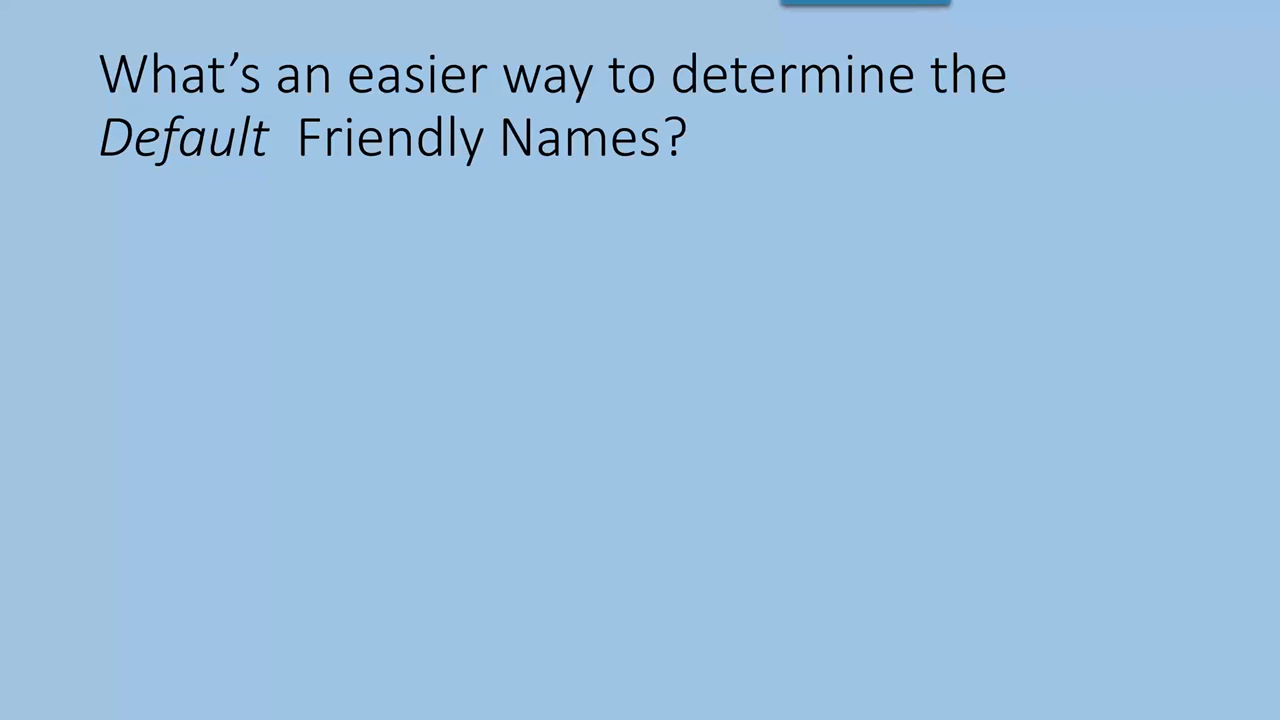 What’s an easier way to determine the
Default Friendly Names?